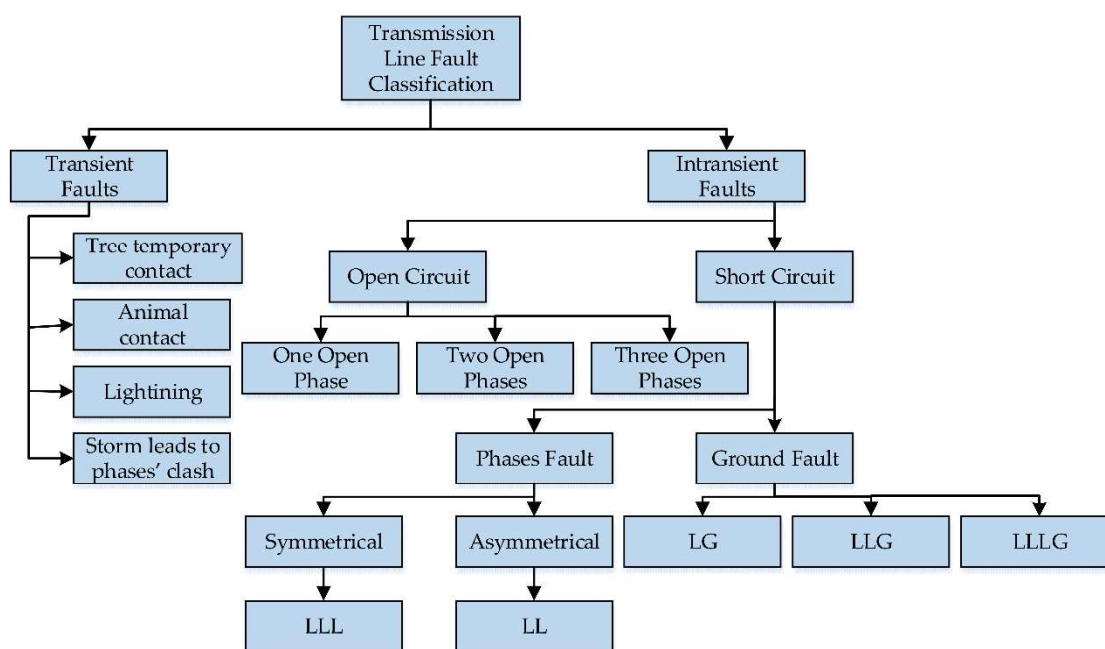 Transmission
Line Fault
Classification
Transient
Faults
Intransient
Faults
Tree temporary
contact
Open Circuit
Short Circuit
Animal
contact
One Open
Phase
Two Open
Phases
Three Open
Phases
Lightining
Storm leads to
phases’ clash
Phases Fault
Ground Fault
Symmetrical
Asymmetrical
LG
LLG
LLLG
LLL
LL